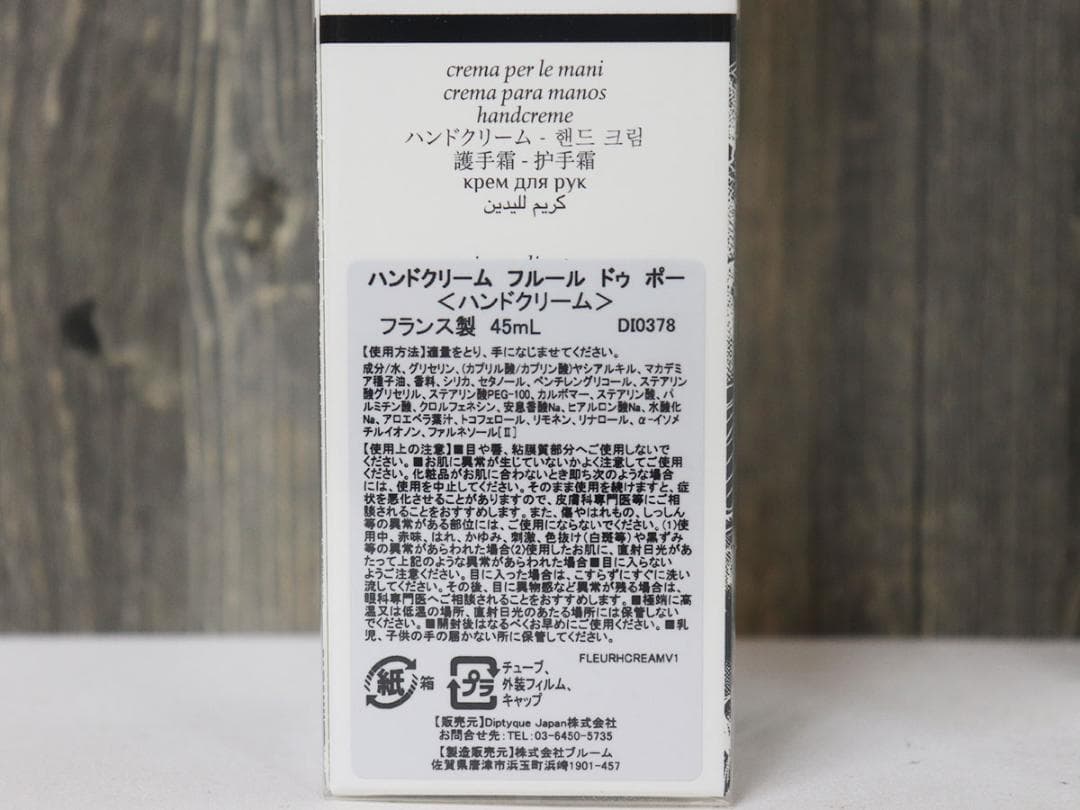 crema per le mani
crema para manos
handcreme
ハンドクリーム - 핸드 크림
護手霜 - 护手霜
крем для рук
كريم لليدين
ハンドクリーム フルール ドゥ ポー
＜ハンドクリーム＞
フランス製 45mL DI0378
【使用方法】適量をとり、手になじませてください。
成分/水、グリセリン、(カプリル酸/カプリン酸)ヤシアルキル、マカデミ
ア種子油、香料、シリカ、セタノール、ペンチレングリコール、ステアリン
酸グリセリル、ステアリン酸PEG-100、カルボマー、ステアリン酸、パ
ルミチン酸、クロルフェネシン、安息香酸Na、ヒアルロン酸Na、水酸化
Na、アロエベラ葉汁、トコフェロール、リモネン、リナロール、α-イソメ
チルイオノン、ファルネソール[Ⅱ]
【使用上の注意】■目や唇、粘膜質部分へご使用しないで
ください。■お肌に異常が生じていないかよく注意してご使用
ください。化粧品がお肌に合わないとき即ち次のような場合
には、使用を中止してください。そのまま使用を続けますと、症
状を悪化させることがありますので、皮膚科専門医等にご相
談されることをおすすめします。また、傷やはれもの、しっしん
等の異常がある部位には、ご使用にならないでください。(1)使
用中、赤味、はれ、かゆみ、刺激、色抜け(白斑等)や黒ずみ
等の異常があらわれた場合(2)使用したお肌に、直射日光があ
たって上記のような異常があらわれた場合■目に入らない
ようご注意ください。目に入った場合は、こすらずにすぐに洗い
流してください。その後、目に異物感など異常が残る場合は、
眼科専門医へご相談されることをおすすめします。■極端に高
温又は低温の場所、直射日光のあたる場所には保管しない
でください。■開封後はなるべくお早めにご使用ください。■乳
児、子供の手の届かない所に保管してください。
FLEURHCREAMV1
紙 箱 プラ チューブ、
外装フィルム、
キャップ
【販売元】Diptyque Japan株式会社
お問合せ先:TEL:03-6450-5735
【製造販売元】株式会社ブルーム
佐賀県唐津市浜玉町浜崎1901-457